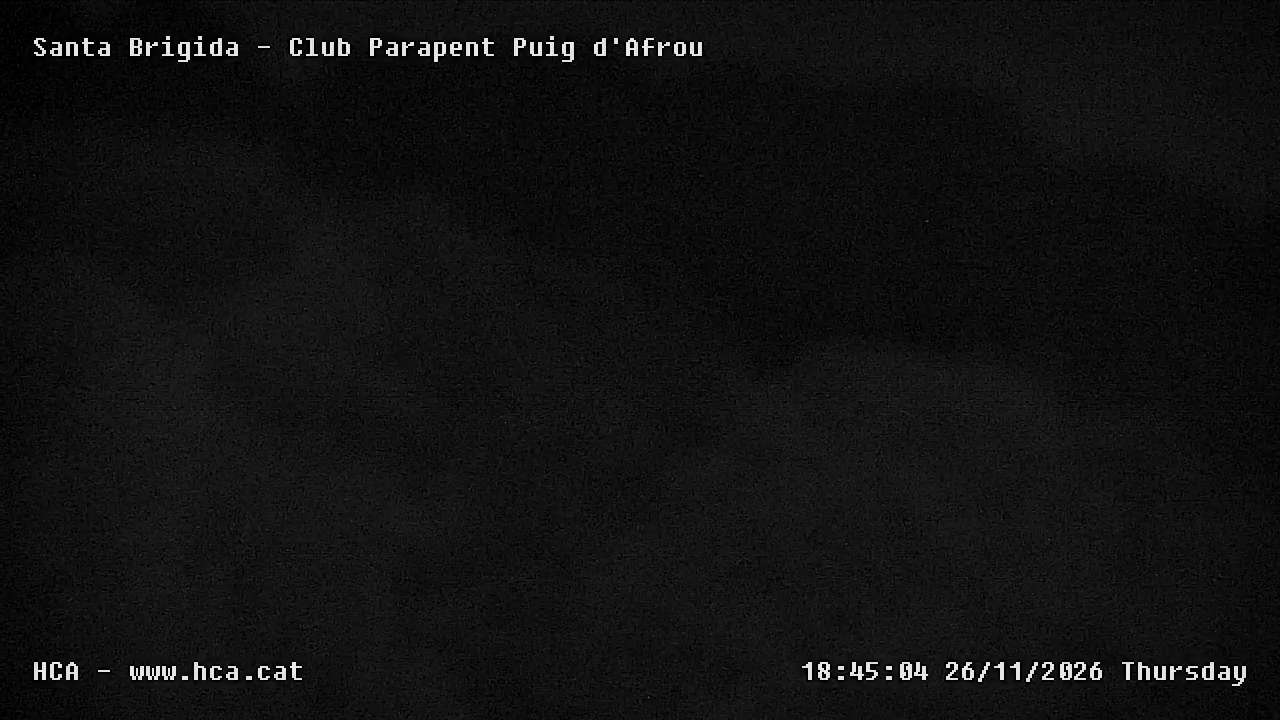 Santa Brigida - Club Parapent Puig d'Afrou
HCA - www.hca.cat
18:45:04 26/11/2026 Thursday